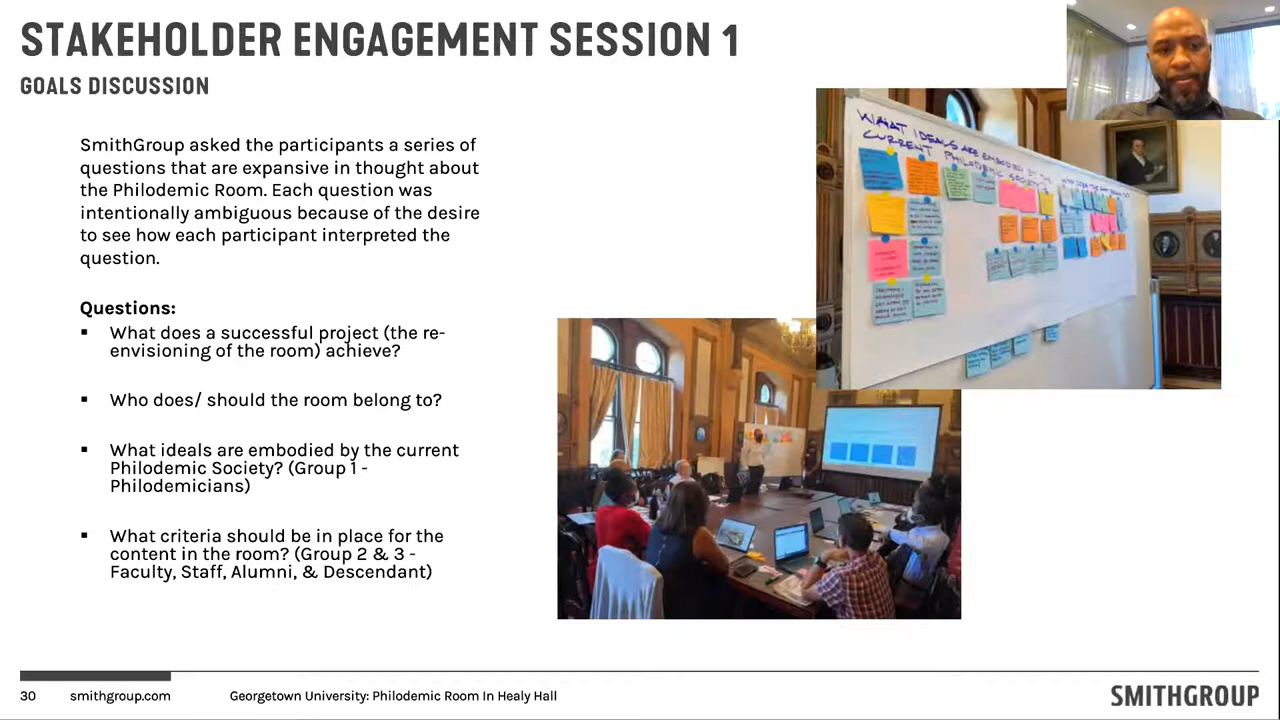 STAKEHOLDER ENGAGEMENT SESSION 1
GOALS DISCUSSION
SmithGroup asked the participants a series of
questions that are expansive in thought about
the Philodemic Room. Each question was
intentionally ambiguous because of the desire
to see how each participant interpreted the
question.
Questions:
▪ What does a successful project (the re-
envisioning of the room) achieve?
▪ Who does/ should the room belong to?
▪ What ideals are embodied by the current
Philodemic Society? (Group 1 -
Philodemicians)
▪ What criteria should be in place for the
content in the room? (Group 2 & 3 -
Faculty, Staff, Alumni, & Descendant)
WHAT IDEALS ARE EMBODIED BY THE
CURRENT PHILODEMIC SOCIETY
30 smithgroup.com Georgetown University: Philodemic Room In Healy Hall
SMITHGROUP